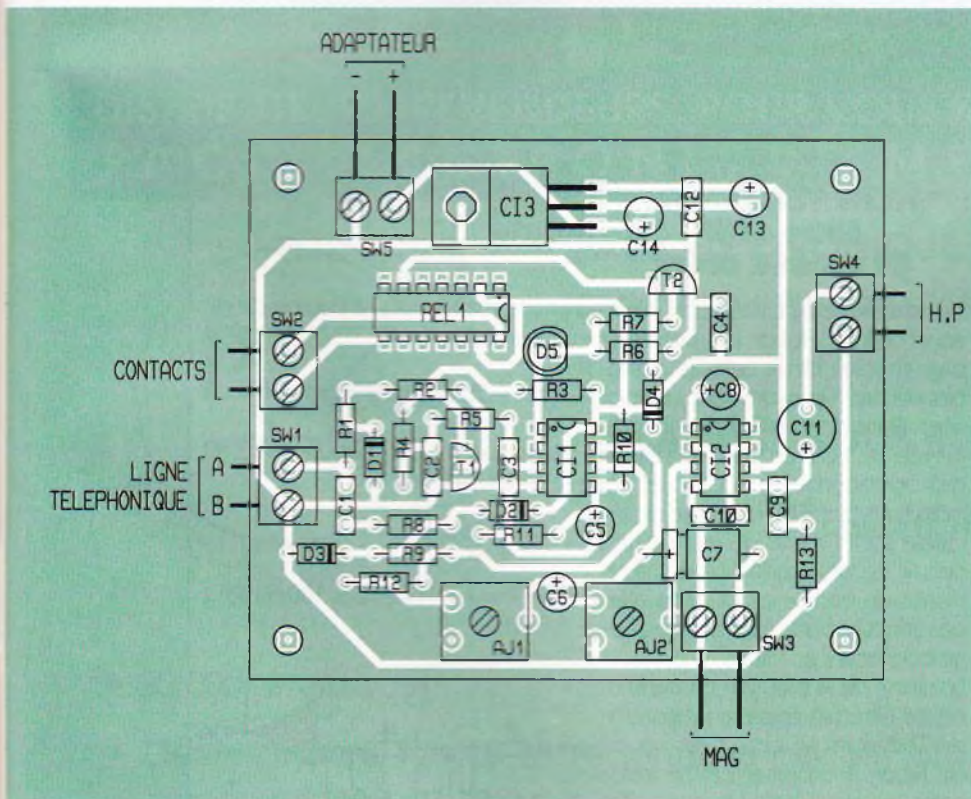 ADAPTATEUR
- +
CI3
C12
+
C13
+
C14
SW5
T2
SW4
H.P
REL1
SW2
CONTACTS
R7
C4
D5
R6
R2
R3
D4
+C8
R1
R5
C11
+
SW1
D1
R4
C2
T1
C3
CI1
R10
CI2
LIGNE
TELEPHONIQUE
A
B
C1
D2
+
C5
C10
C9
R8
R11
D3
R9
+
C7
R13
R12
+
C6
AJ1
AJ2
SW3
MAG